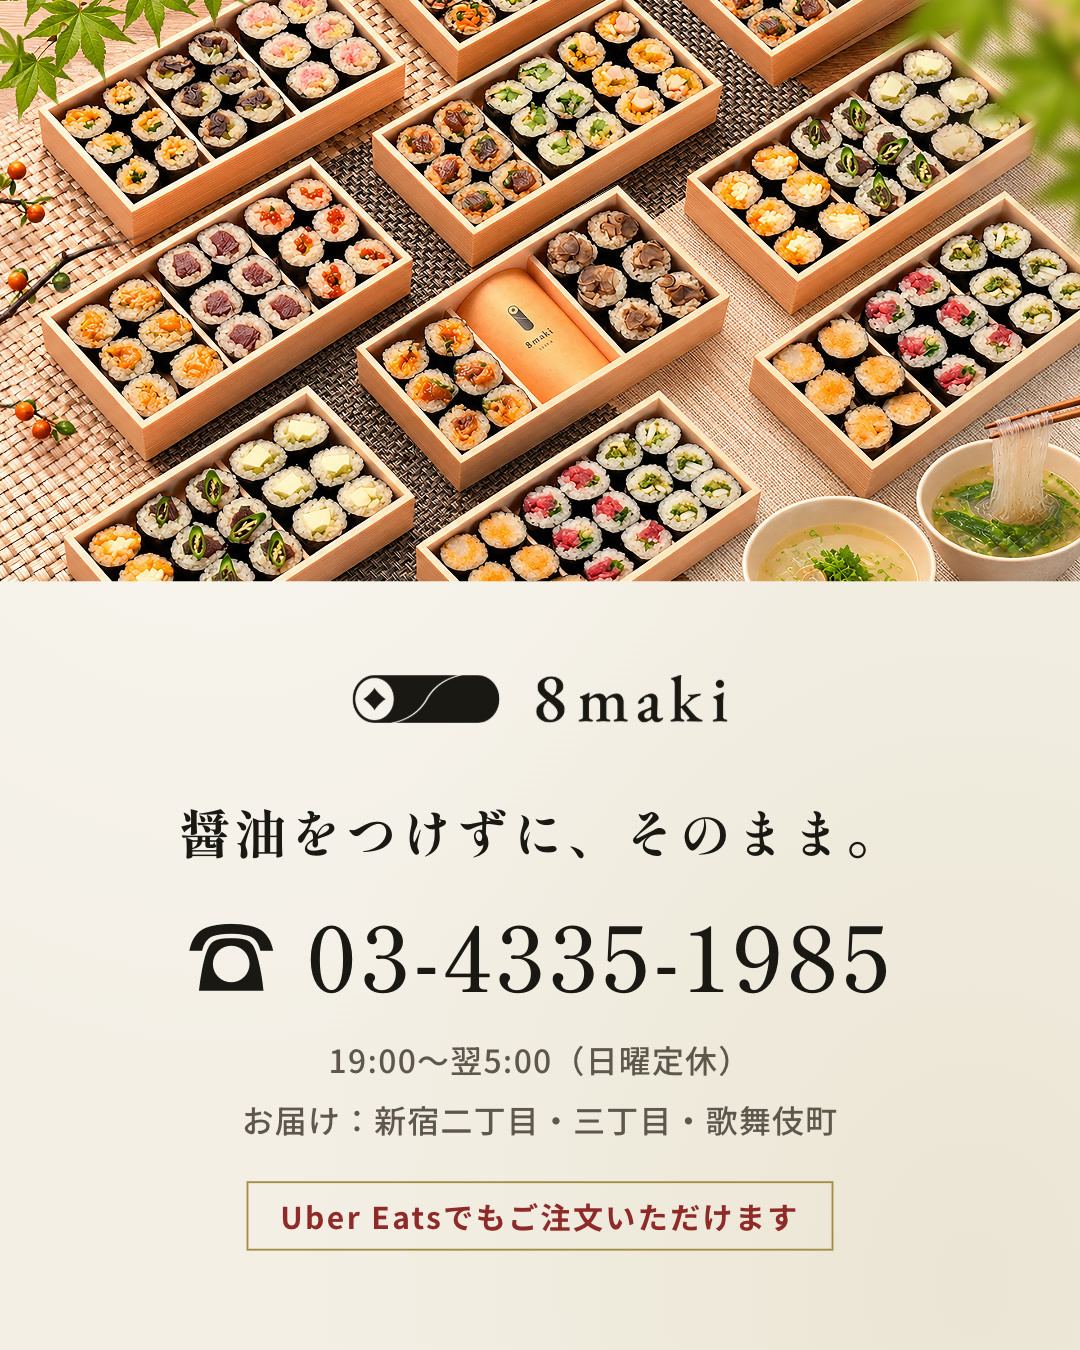 8maki
8maki
醤油をつけずに、そのまま。
☎ 03-4335-1985
19:00〜翌5:00（日曜定休）
お届け：新宿二丁目・三丁目・歌舞伎町
Uber Eatsでもご注文いただけます